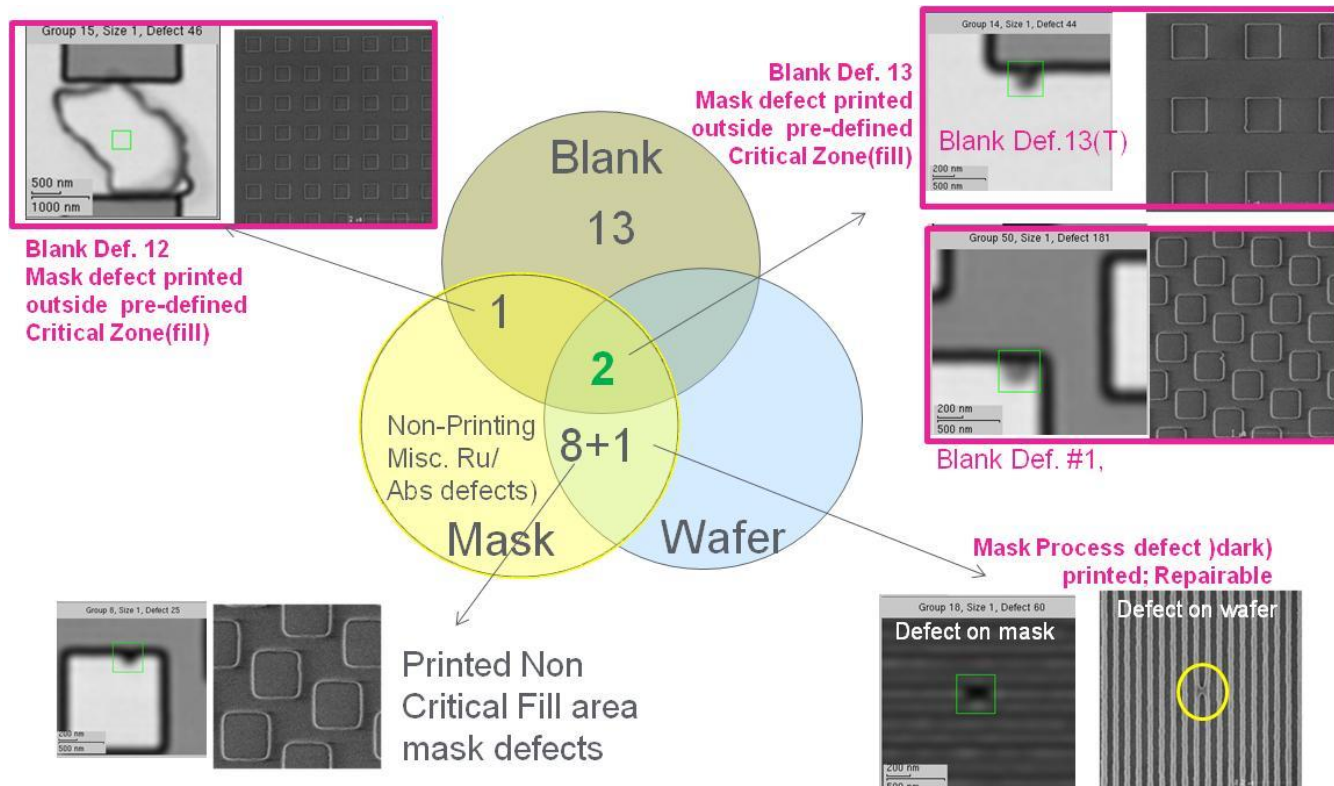 Group 15, Size 1, Defect 46
500 nm
1000 nm
Blank Def. 12
Mask defect printed
outside pre-defined
Critical Zone(fill)
Blank
13
1
2
8+1
Non-Printing
Misc. Ru/
Abs defects)
Mask
Wafer
Blank Def. 13
Mask defect printed
outside pre-defined
Critical Zone(fill)
Group 14, Size 1, Defect 44
Blank Def.13(T)
200 nm
500 nm
Group 50, Size 1, Defect 181
200 nm
500 nm
Blank Def. #1,
Mask Process defect )dark)
printed; Repairable
Group 18, Size 1, Defect 60
Defect on mask
200 nm
500 nm
Defect on wafer
Group 6, Size 1, Defect 25
200 nm
500 nm
Printed Non
Critical Fill area
mask defects